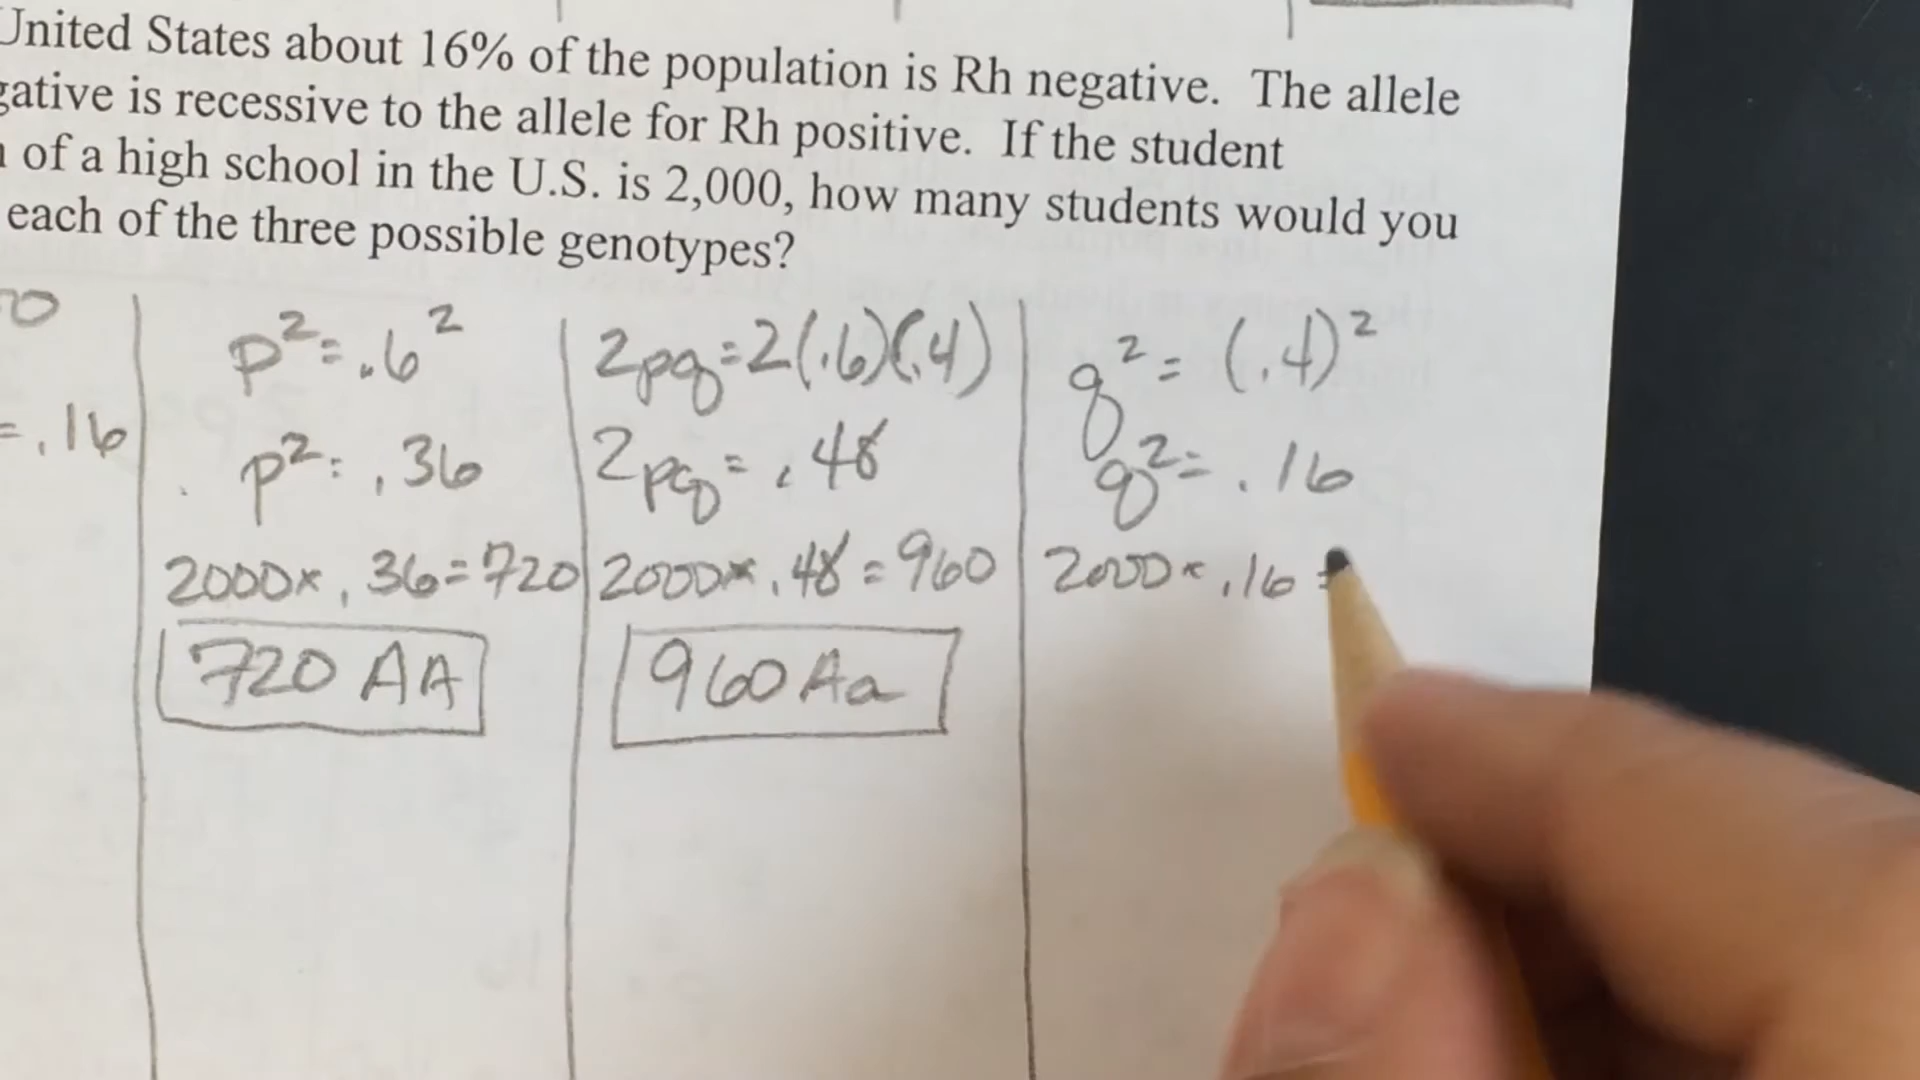 United States about 16% of the population is Rh negative. The allele
gative is recessive to the allele for Rh positive. If the student
of a high school in the U.S. is 2,000, how many students would you
each of the three possible genotypes?
= .16
p² = .6²
p² = .36
2000 x .36 = 720
720 AA
2pq = 2(.6)(.4)
2pq = .48
2000 x .48 = 960
960 Aa
q² = (.4)²
q² = .16
2000 x .16 =